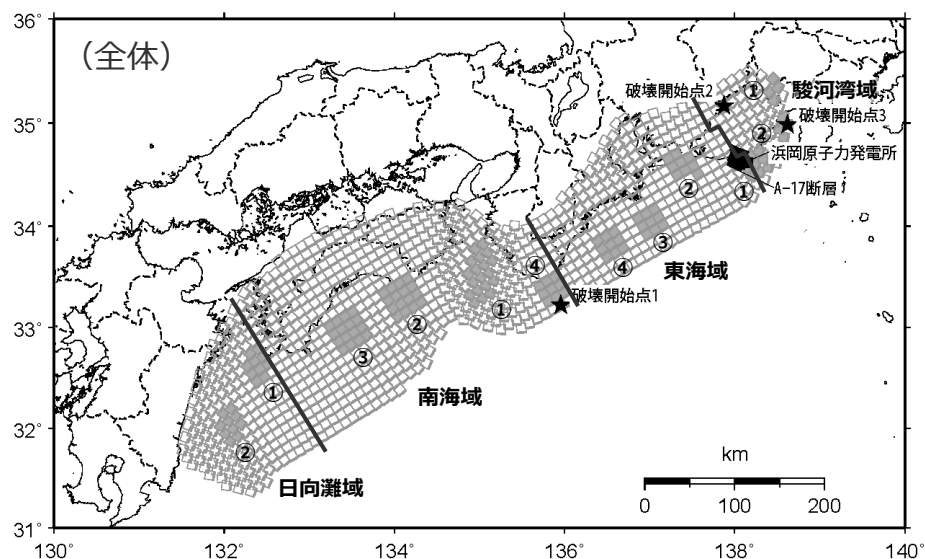 36°
（全体）
破壊開始点2
①
駿河湾域
35°
②
破壊開始点3
浜岡原子力発電所
②
①
A-17断層
34°
③
④
④
東海域
破壊開始点1
①
33°
②
③
①
南海域
32°
②
日向灘域
km
0
100
200
31°
130°
132°
134°
136°
138°
140°